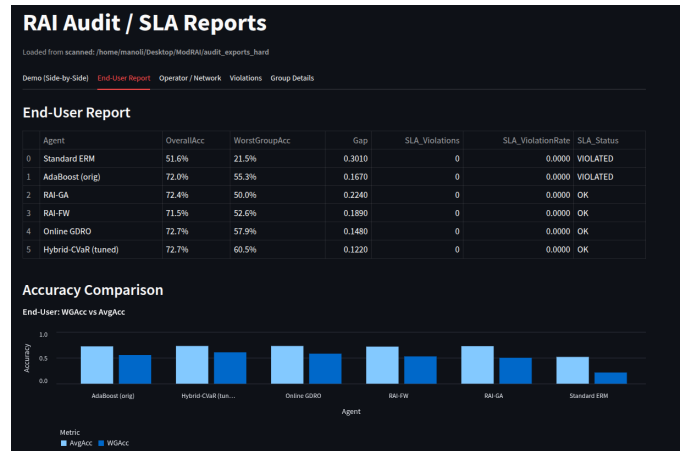 RAI Audit / SLA Reports
Loaded from scanned: /home/manoli/Desktop/ModRAI/audit_exports_hard
Demo (Side-by-Side) End-User Report Operator / Network Violations Group Details
End-User Report
Agent OverallAcc WorstGroupAcc Gap SLA_Violations SLA_ViolationRate SLA_Status
0 Standard ERM 51.6% 21.5% 0.3010 0 0.0000 VIOLATED
1 AdaBoost (orig) 72.0% 55.3% 0.1670 0 0.0000 VIOLATED
2 RAI-GA 72.4% 50.0% 0.2240 0 0.0000 OK
3 RAI-FW 71.5% 52.6% 0.1890 0 0.0000 OK
4 Online GDRO 72.7% 57.9% 0.1480 0 0.0000 OK
5 Hybrid-CVaR (tuned) 72.7% 60.5% 0.1220 0 0.0000 OK
Accuracy Comparison
End-User: WGAcc vs AvgAcc
1.0
0.5
0.0
Accuracy
AdaBoost (orig) Hybrid-CVaR (tun… Online GDRO RAI-FW RAI-GA Standard ERM
Agent
Metric
AvgAcc WGAcc